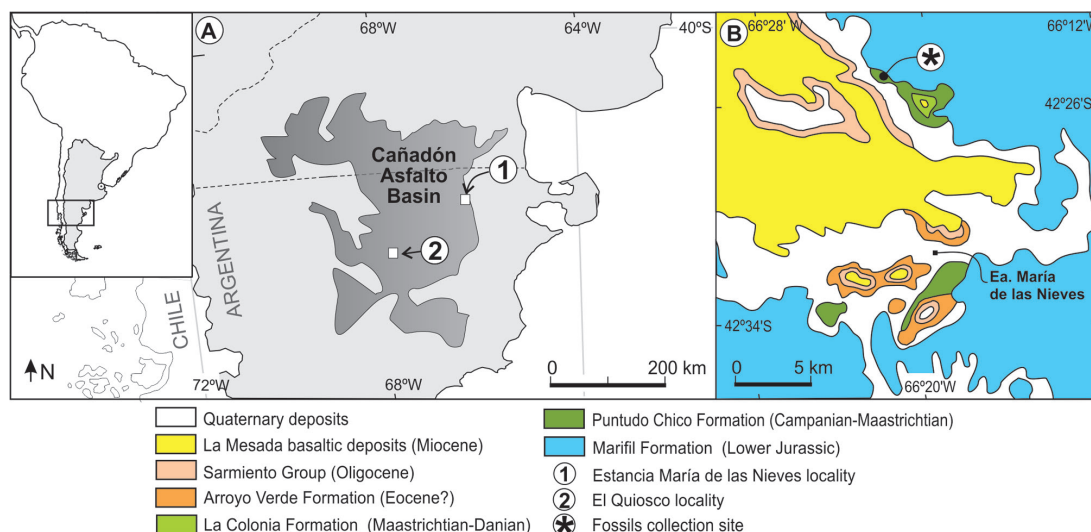 A
68ºW
64ºW
40ºS
Cañadón
Asfalto
Basin
1
2
ARGENTINA
CHILE
N
72ºW
68ºW
0
200 km
B
66º28' W
66º12'W
*
42º26'S
Ea. María
de las Nieves
42º34'S
0
5 km
66º20'W
Quaternary deposits
La Mesada basaltic deposits (Miocene)
Sarmiento Group (Oligocene)
Arroyo Verde Formation (Eocene?)
La Colonia Formation (Maastrichtian-Danian)
Puntudo Chico Formation (Campanian-Maastrichtian)
Marifil Formation (Lower Jurassic)
1 Estancia María de las Nieves locality
2 El Quiosco locality
* Fossils collection site